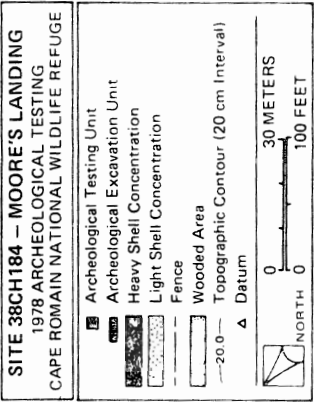 SITE 38CH184 – MOORE'S LANDING
1978 ARCHEOLOGICAL TESTING
CAPE ROMAIN NATIONAL WILDLIFE REFUGE
Archeological Testing Unit
Archeological Excavation Unit
Heavy Shell Concentration
Light Shell Concentration
Fence
Wooded Area
—20.0— Topographic Contour (20 cm Interval)
Datum
0 30 METERS
NORTH 0 100 FEET